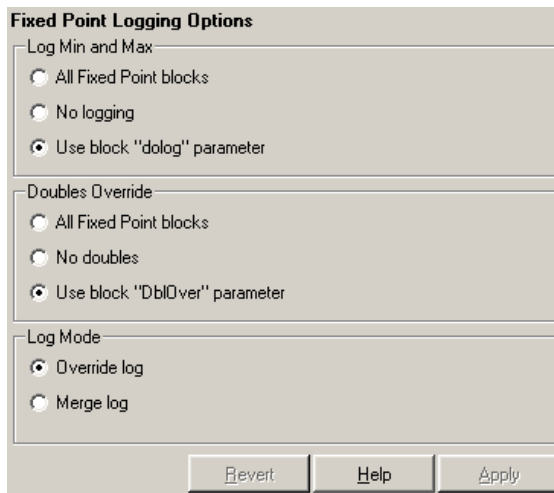 Fixed Point Logging Options
Log Min and Max
All Fixed Point blocks
No logging
Use block "dolog" parameter
Doubles Override
All Fixed Point blocks
No doubles
Use block "DblOver" parameter
Log Mode
Override log
Merge log
Revert Help Apply